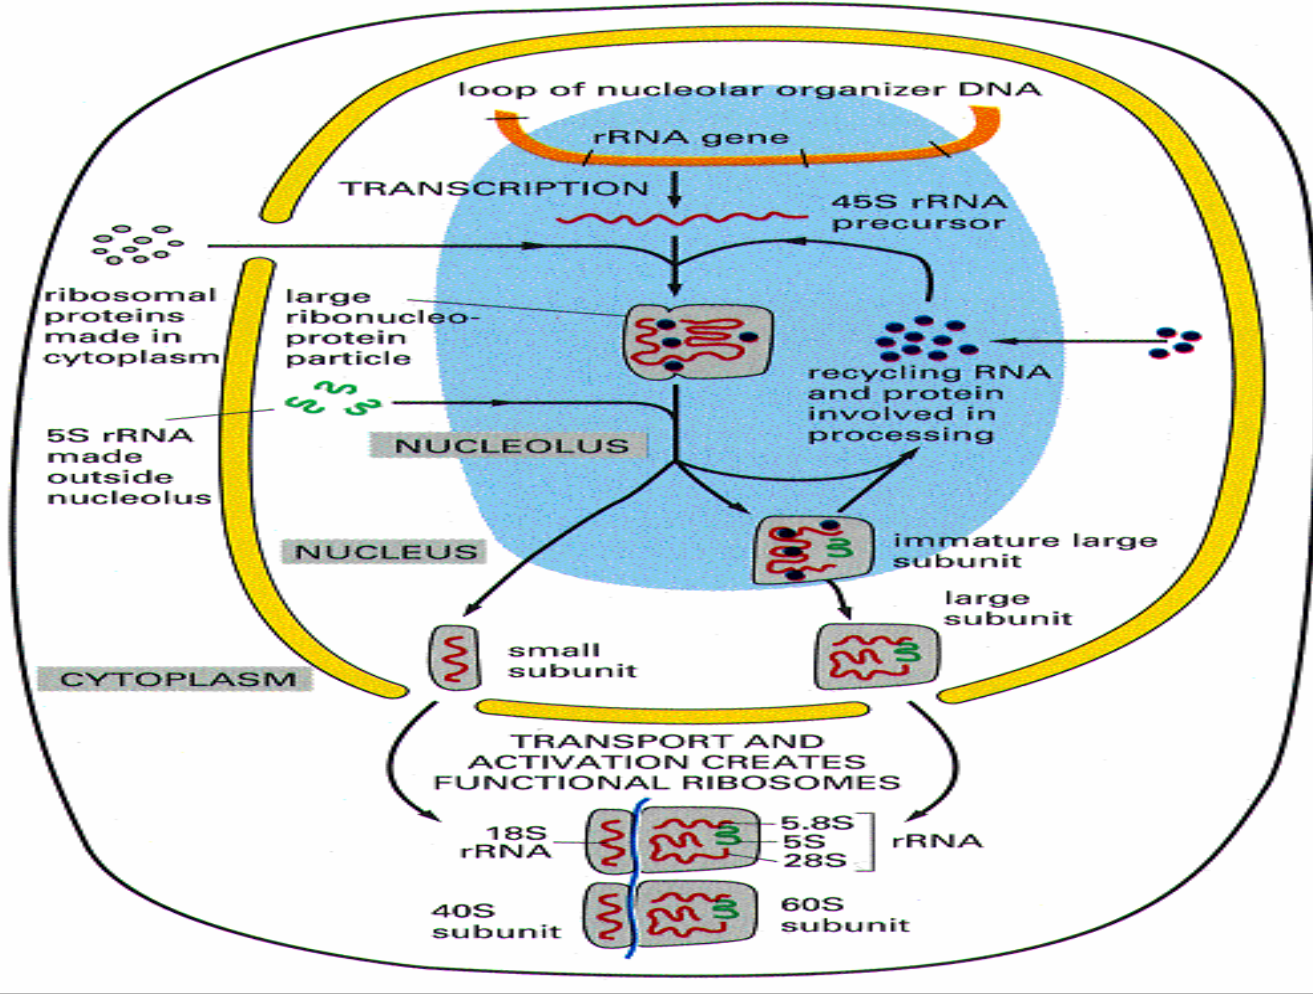 loop of nucleolar organizer DNA
rRNA gene
TRANSCRIPTION
45S rRNA
precursor
ribosomal
proteins
made in
cytoplasm
large
ribonucleo-
protein
particle
recycling RNA
and protein
involved in
processing
5S rRNA
made
outside
nucleolus
NUCLEOLUS
NUCLEUS
immature large
subunit
large
subunit
small
subunit
CYTOPLASM
TRANSPORT AND
ACTIVATION CREATES
FUNCTIONAL RIBOSOMES
18S
rRNA
5.8S
5S
28S
rRNA
40S
subunit
60S
subunit